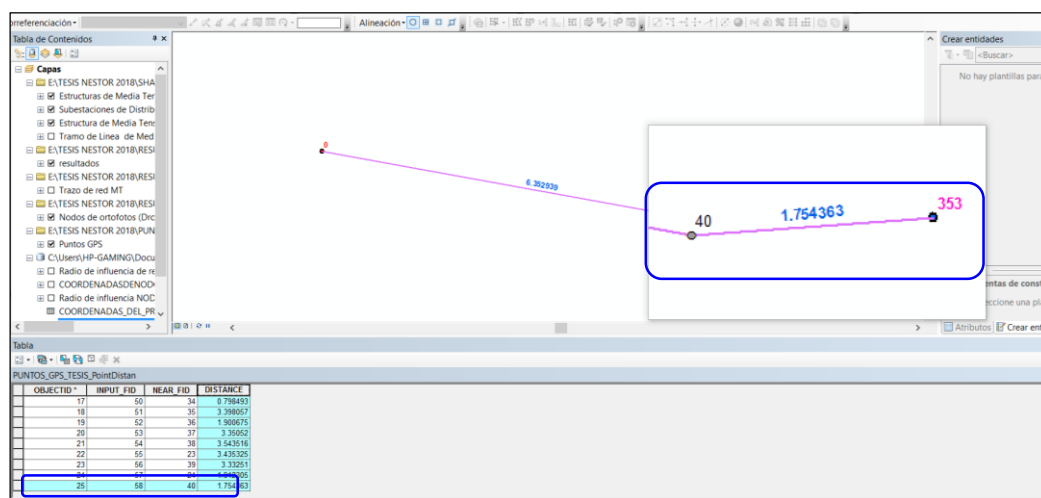 orreferenciación
Alineación
Tabla de Contenidos
Crear entidades
<Buscar>
Capas
E:\TESIS NESTOR 2018\SHA
Estructuras de Media Ter
Subestaciones de Distrib
Estructura de Media Tens
Tramo de Linea de Med
E:\TESIS NESTOR 2018\RESI
resultados
E:\TESIS NESTOR 2018\RESI
Trazo de red MT
E:\TESIS NESTOR 2018\RESI
Nodos de ortofotos (Drc
E:\TESIS NESTOR 2018\PUN
Puntos GPS
C:\Users\HP-GAMING\Docu
Radio de influencia de re
COORDENADASDENOD
Radio de influencia NOD
COORDENADAS_DEL_PR
No hay plantillas para
0
6.352939
40
1.754363
353
entas de const
eccione una pla
Atributos
Crear ent
Tabla
PUNTOS_GPS_TESIS_PointDistan
OBJECTID * INPUT_FID NEAR_FID DISTANCE
17 50 34 0.798493
18 51 35 3.398057
19 52 36 1.900675
20 53 37 3.35052
21 54 38 3.543516
22 55 23 3.435325
23 56 39 3.33251
25 58 40 1.754363